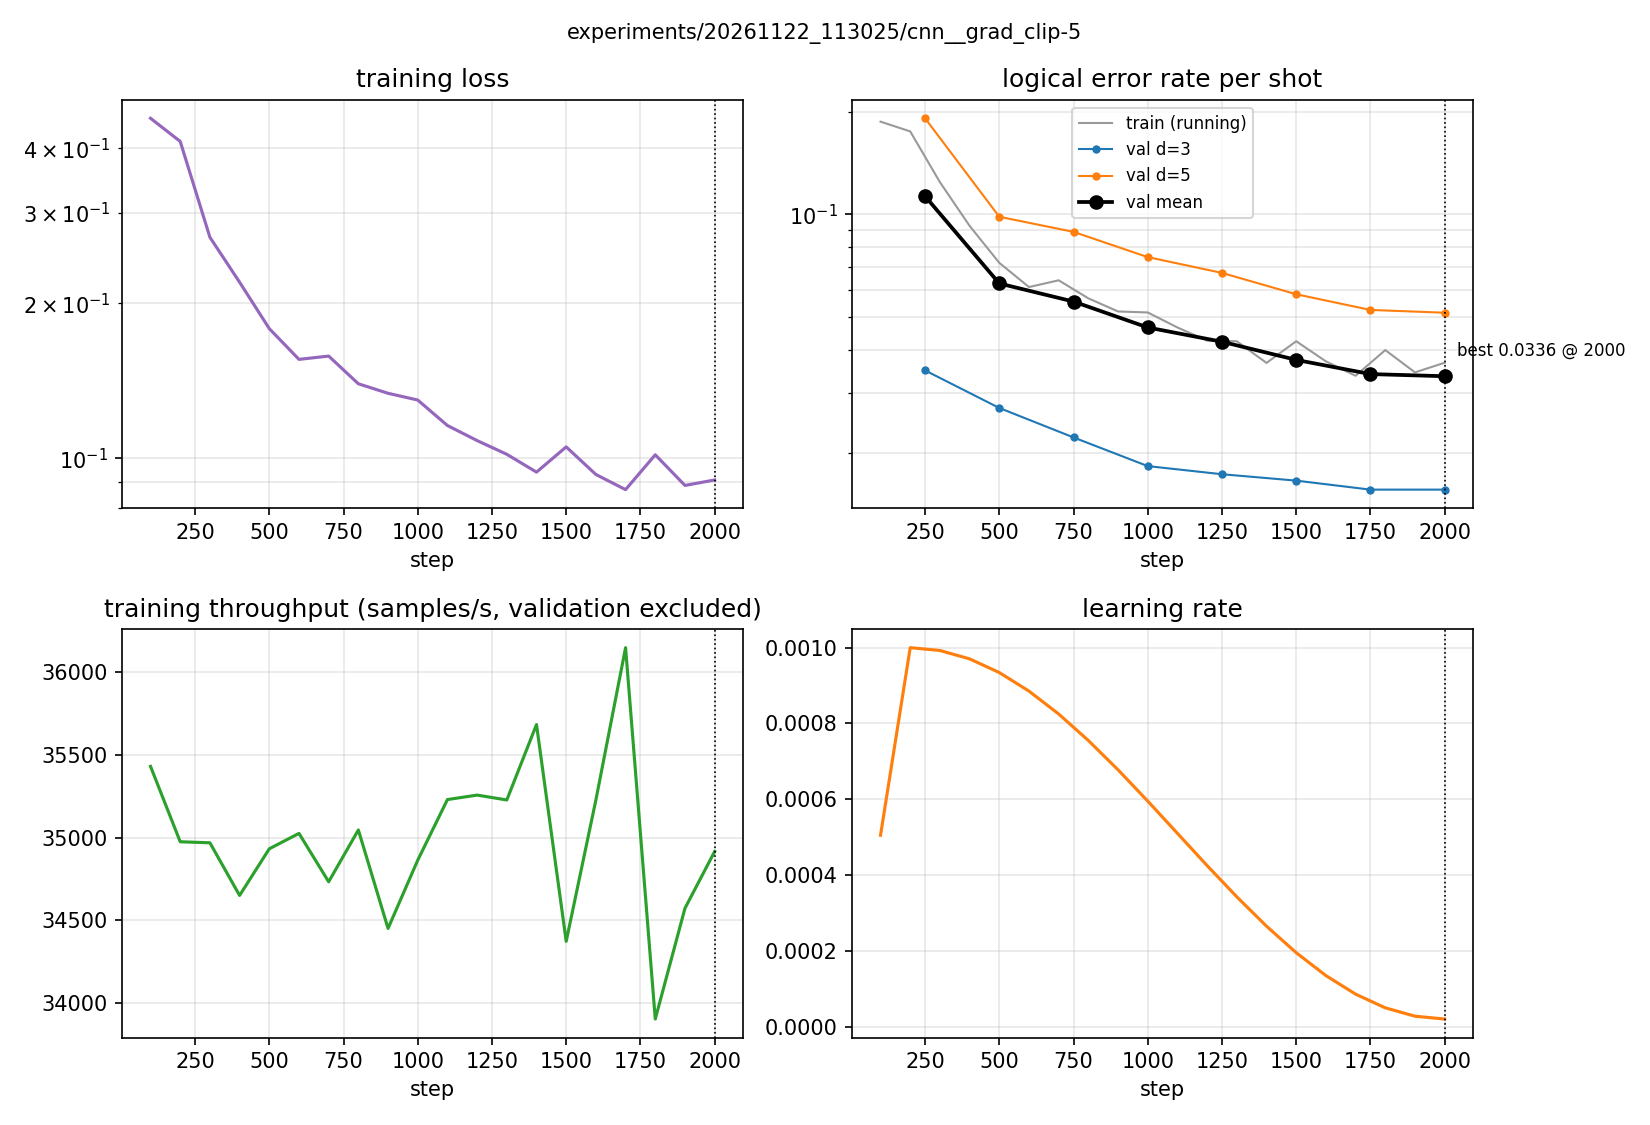 experiments/20261122_113025/cnn__grad_clip-5
training loss
4 × 10⁻¹
3 × 10⁻¹
2 × 10⁻¹
10⁻¹
250 500 750 1000 1250 1500 1750 2000
step
logical error rate per shot
train (running)
val d=3
val d=5
val mean
10⁻¹
best 0.0336 @ 2000
250 500 750 1000 1250 1500 1750 2000
step
training throughput (samples/s, validation excluded)
36000
35500
35000
34500
34000
250 500 750 1000 1250 1500 1750 2000
step
learning rate
0.0010
0.0008
0.0006
0.0004
0.0002
0.0000
250 500 750 1000 1250 1500 1750 2000
step